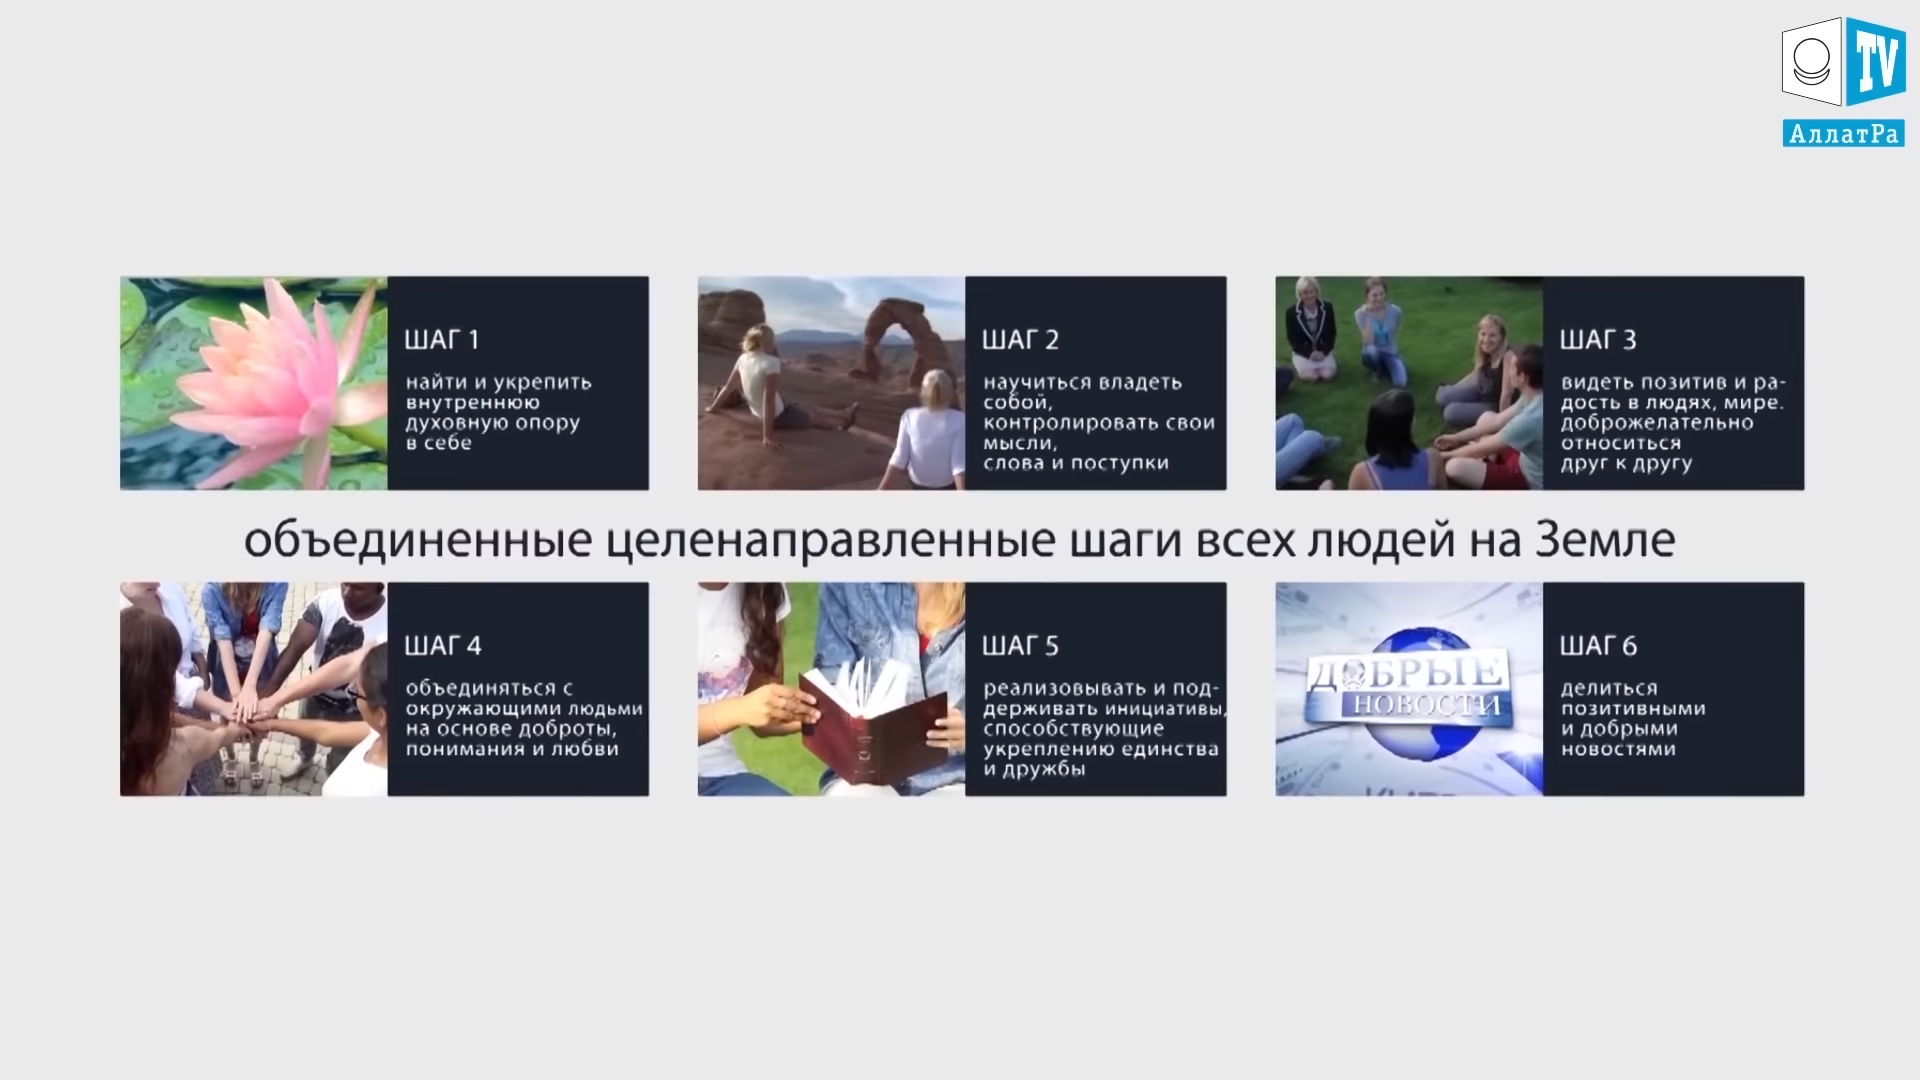 TV
АллатРа
ШАГ 1
найти и укрепить
внутреннюю
духовную опору
в себе
ШАГ 2
научиться владеть
собой,
контролировать свои
мысли,
слова и поступки
ШАГ 3
видеть позитив и ра-
дость в людях, мире.
доброжелательно
относиться
друг к другу
объединенные целенаправленные шаги всех людей на Земле
ШАГ 4
объединяться с
окружающими людьми
на основе доброты,
понимания и любви
ШАГ 5
реализовывать и под-
держивать инициативы,
способствующие
укреплению единства
и дружбы
ДОБРЫЕ
НОВОСТИ
ШАГ 6
делиться
позитивными
и добрыми
новостями